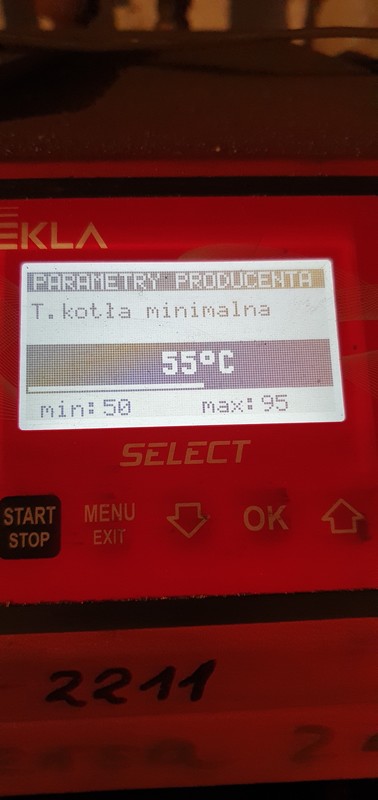 EKLA
PARAMETRY PRODUCENTA
T.kotła minimalna
55°C
min:50 max:95
SELECT
START STOP
MENU EXIT
OK
2211